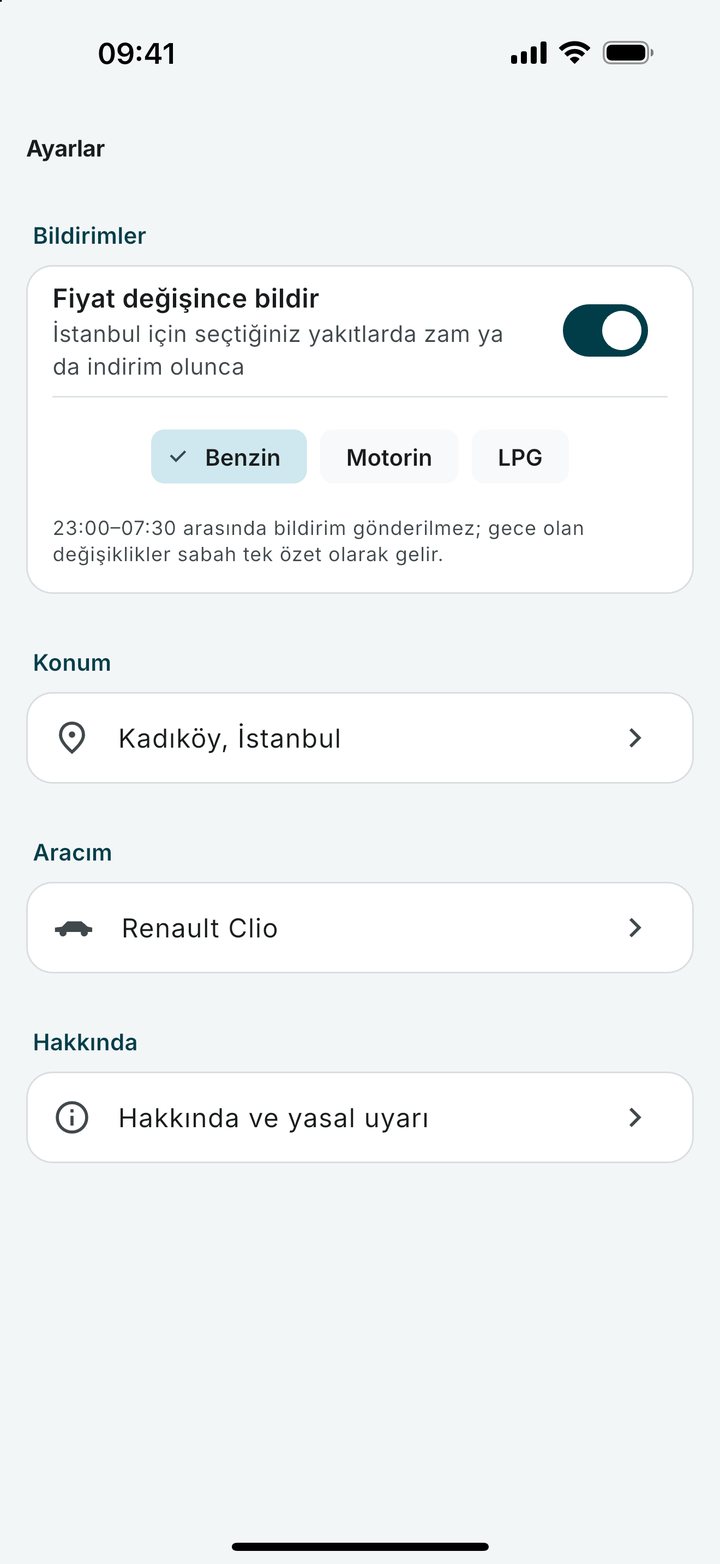 09:41
Ayarlar
Bildirimler
Fiyat değişince bildir
İstanbul için seçtiğiniz yakıtlarda zam ya
da indirim olunca
Benzin
Motorin
LPG
23:00–07:30 arasında bildirim gönderilmez; gece olan
değişiklikler sabah tek özet olarak gelir.
Konum
Kadıköy, İstanbul
Aracım
Renault Clio
Hakkında
Hakkında ve yasal uyarı